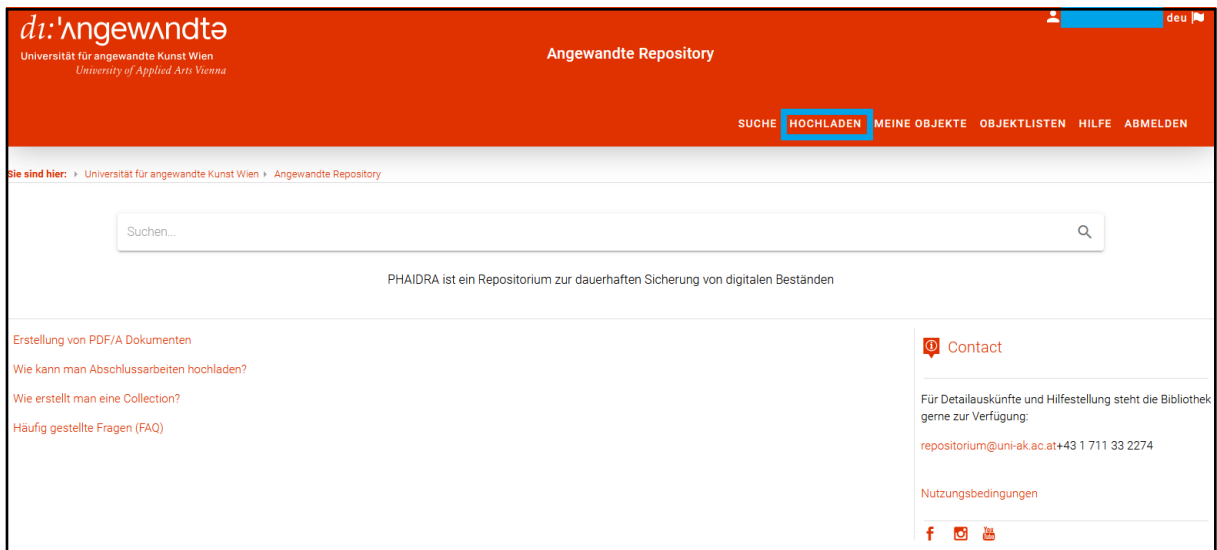 dı:'ʌngewʌndtə
Universität für angewandte Kunst Wien
University of Applied Arts Vienna
deu
Angewandte Repository
SUCHE HOCHLADEN MEINE OBJEKTE OBJEKTLISTEN HILFE ABMELDEN
Sie sind hier: Universität für angewandte Kunst Wien Angewandte Repository
Suchen...
PHAIDRA ist ein Repositorium zur dauerhaften Sicherung von digitalen Beständen
Erstellung von PDF/A Dokumenten
Wie kann man Abschlussarbeiten hochladen?
Wie erstellt man eine Collection?
Häufig gestellte Fragen (FAQ)
Contact
Für Detailauskünfte und Hilfestellung steht die Bibliothek
gerne zur Verfügung:
repositorium@uni-ak.ac.at+43 1 711 33 2274
Nutzungsbedingungen
f You Tube